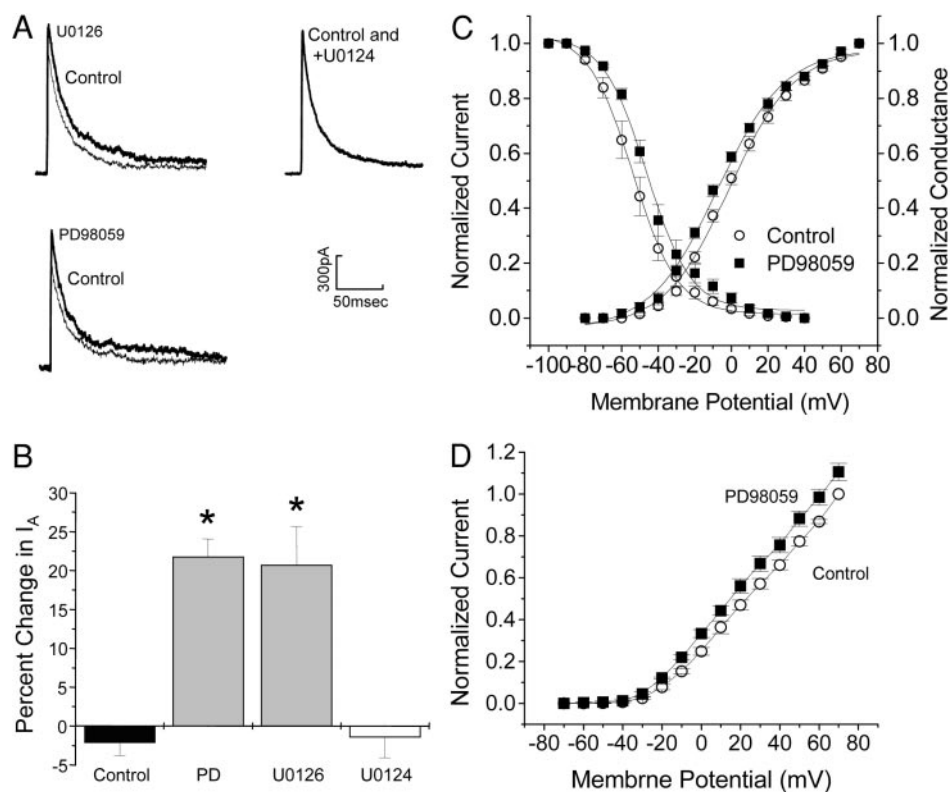 A
U0126
Control
Control and
+U0124
PD98059
Control
300pA
50msec
B
Percent Change in I_A
30
25
20
15
10
5
0
-5
*
*
Control PD U0126 U0124
C
Normalized Current
1.0
0.8
0.6
0.4
0.2
0.0
Normalized Conductance
1.0
0.8
0.6
0.4
0.2
0.0
Control
PD98059
-100 -80 -60 -40 -20 0 20 40 60 80
Membrane Potential (mV)
D
Normalized Current
1.2
1.0
0.8
0.6
0.4
0.2
0.0
PD98059
Control
-80 -60 -40 -20 0 20 40 60 80
Membrne Potential (mV)